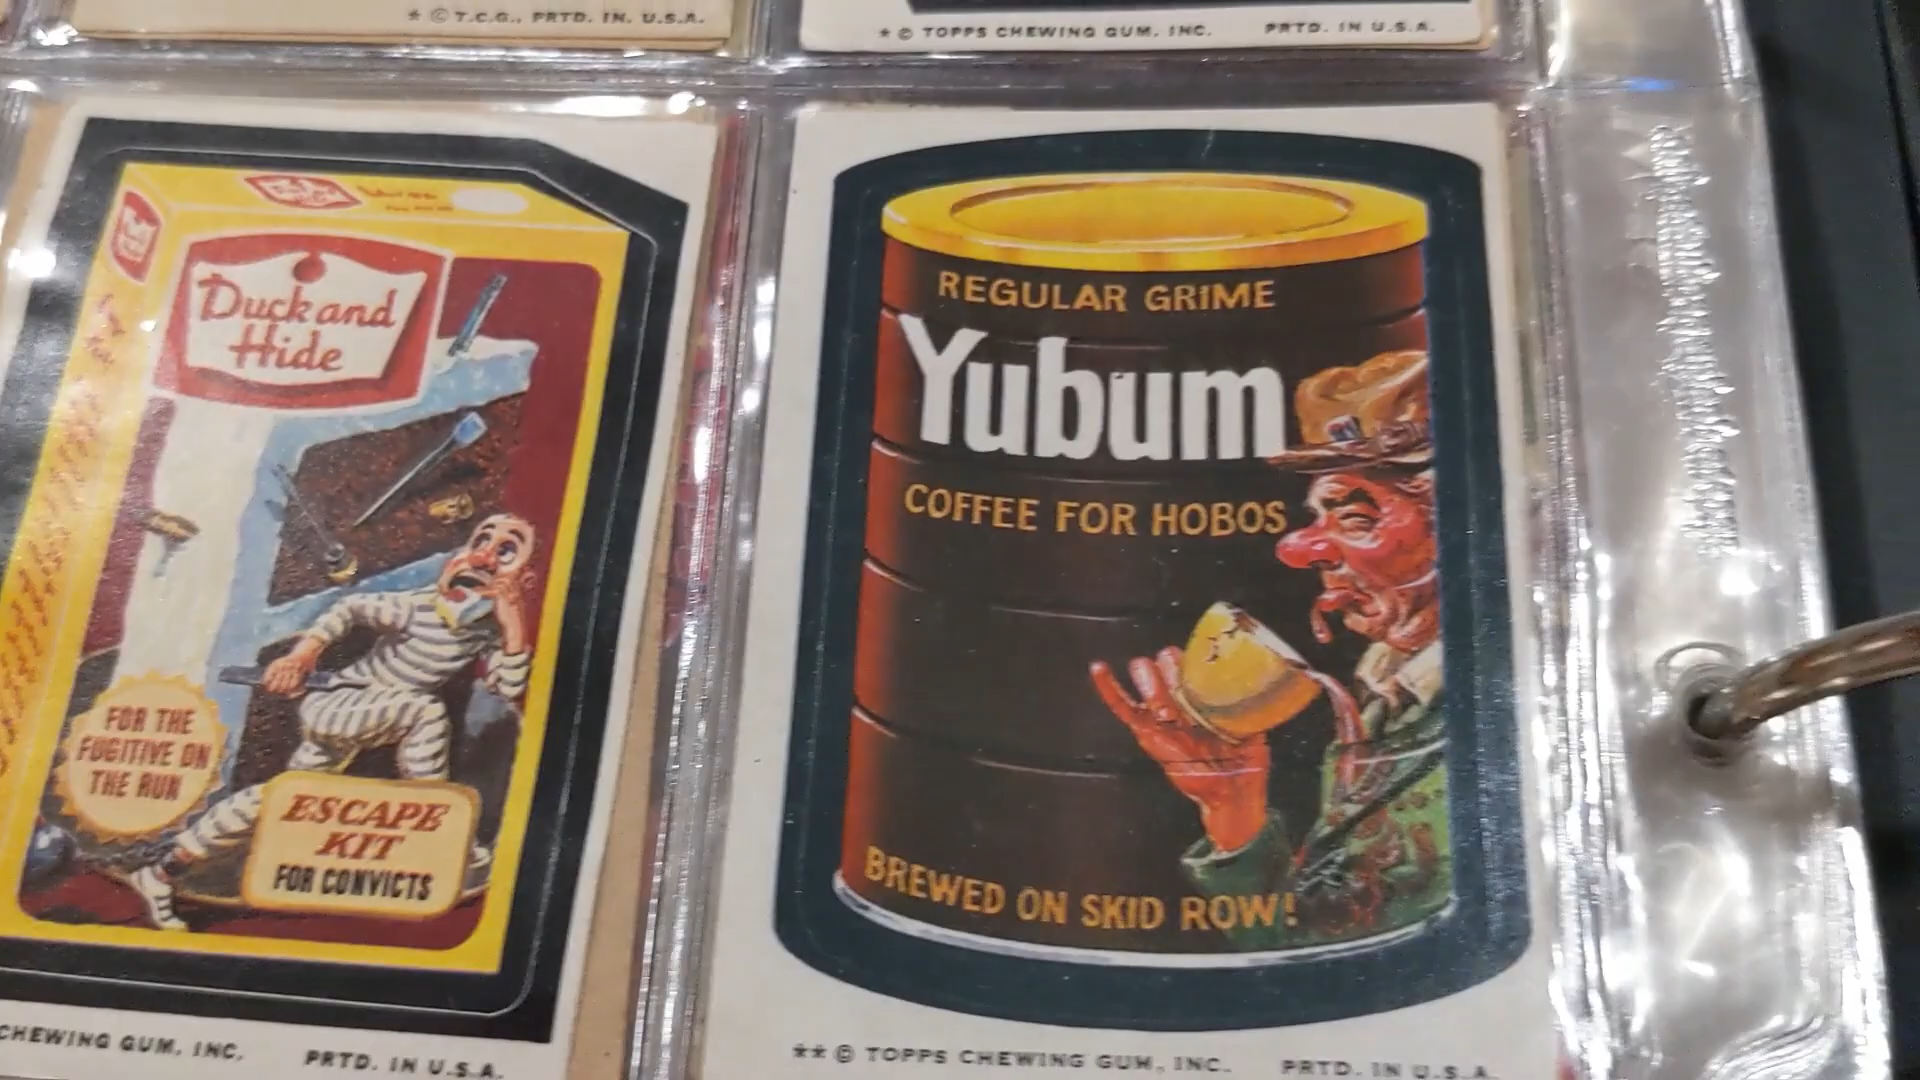 * © T.C.G., PRTD. IN. U.S.A.
* © TOPPS CHEWING GUM, INC. PRTD. IN U.S.A.
Duck and
Hide
FOR THE
FUGITIVE ON
THE RUN
ESCAPE
KIT
FOR CONVICTS
CHEWING GUM, INC. PRTD. IN U.S.A.
REGULAR GRIME
Yubum
COFFEE FOR HOBOS
BREWED ON SKID ROW!
** © TOPPS CHEWING GUM, INC. PRTD. IN U.S.A.